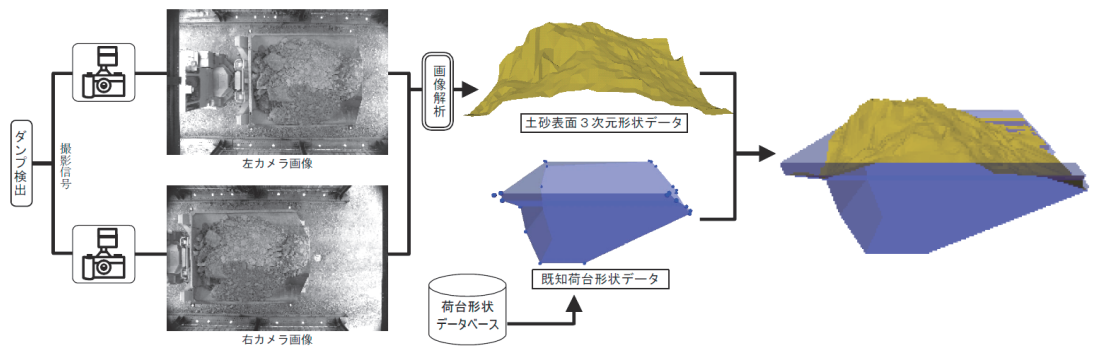 ダンプ検出
撮影信号
左カメラ画像
右カメラ画像
画像解析
土砂表面３次元形状データ
既知荷台形状データ
荷台形状
データベース